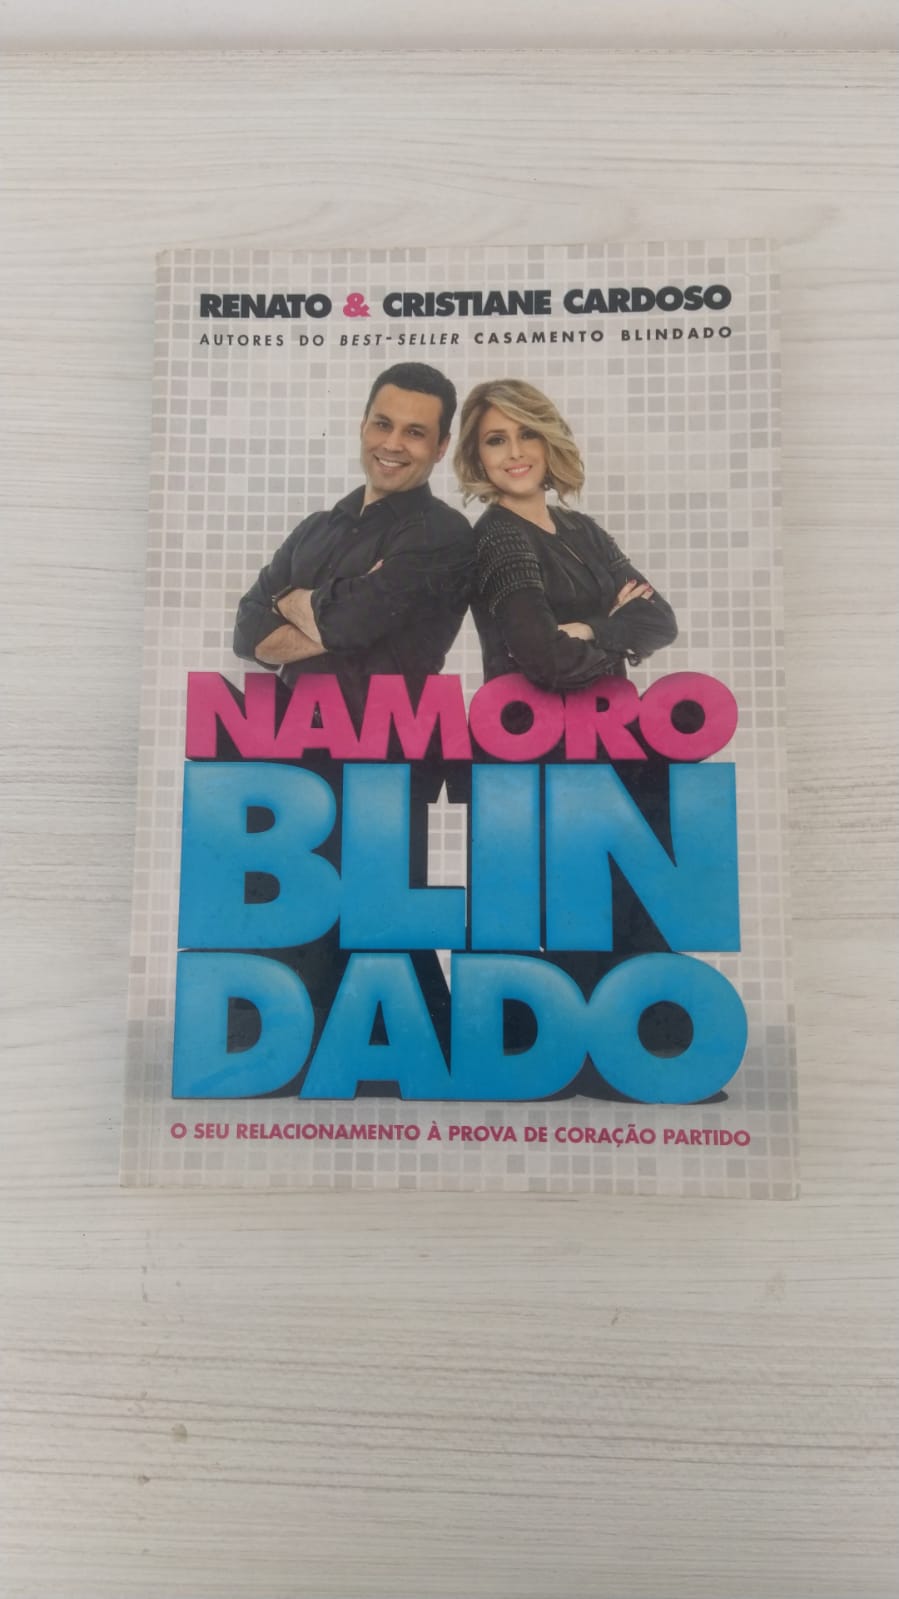 RENATO & CRISTIANE CARDOSO
AUTORES DO BEST-SELLER CASAMENTO BLINDADO
NAMORO
BLIN
DADO
O SEU RELACIONAMENTO À PROVA DE CORAÇÃO PARTIDO